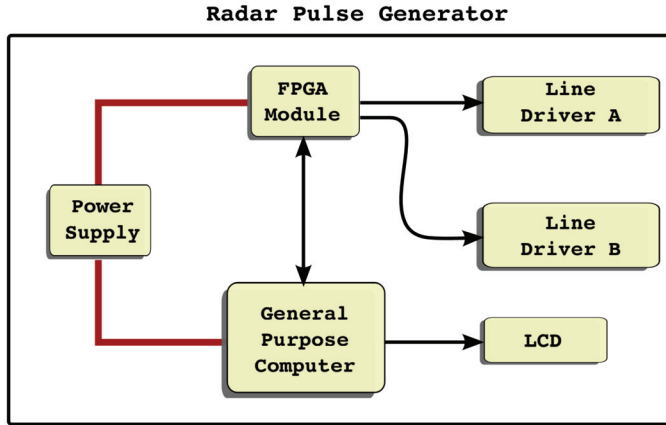 Radar Pulse Generator
FPGA
Module
Line
Driver A
Power
Supply
Line
Driver B
General
Purpose
Computer
LCD